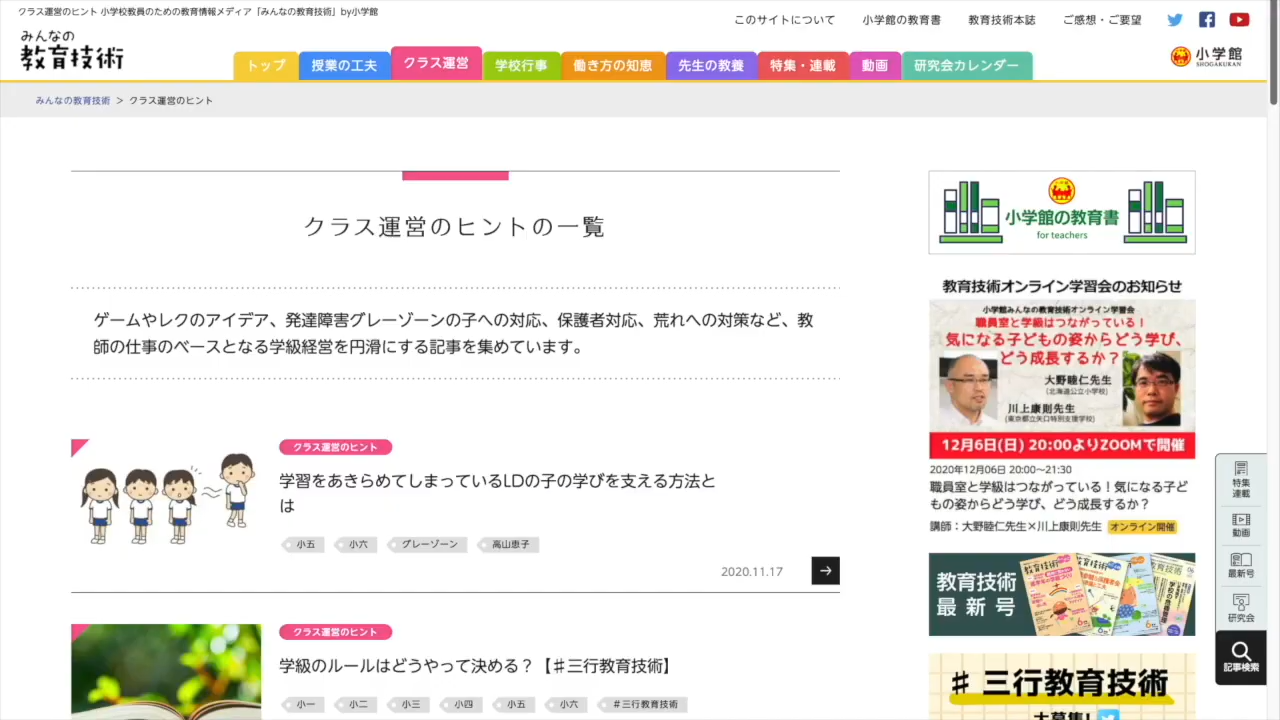 クラス運営のヒント 小学校教員のための教育情報メディア「みんなの教育技術」by小学館
このサイトについて 小学館の教育書 教育技術本誌 ご感想・ご要望
みんなの
教育技術
トップ 授業の工夫 クラス運営 学校行事 働き方の知恵 先生の教養 特集・連載 動画 研究会カレンダー
小学館
SHOGAKUKAN
みんなの教育技術 > クラス運営のヒント
クラス運営のヒントの一覧
ゲームやレクのアイデア、発達障害グレーゾーンの子への対応、保護者対応、荒れへの対策など、教
師の仕事のベースとなる学級経営を円滑にする記事を集めています。
クラス運営のヒント
学習をあきらめてしまっているLDの子の学びを支える方法と
は
小五 小六 グレーゾーン 高山恵子
2020.11.17
クラス運営のヒント
学級のルールはどうやって決める？【♯三行教育技術】
小一 小二 小三 小四 小五 小六 ♯三行教育技術
小学館の教育書
for teachers
教育技術オンライン学習会のお知らせ
小学館みんなの教育技術オンライン学習会
職員室と学級はつながっている！
気になる子どもの姿からどう学び、
どう成長するか？
大野睦仁先生
(北海道公立小学校)
川上康則先生
(東京都立矢口特別支援学校)
12月6日(日) 20:00よりZOOMで開催
2020年12月06日 20:00〜21:30
職員室と学級はつながっている！気になる子ど
もの姿からどう学び、どう成長するか？
講師：大野睦仁先生×川上康則先生 オンライン開催
教育技術
最新号
♯三行教育技術
大募集!
特集
連載
動画
最新号
研究会
記事検索